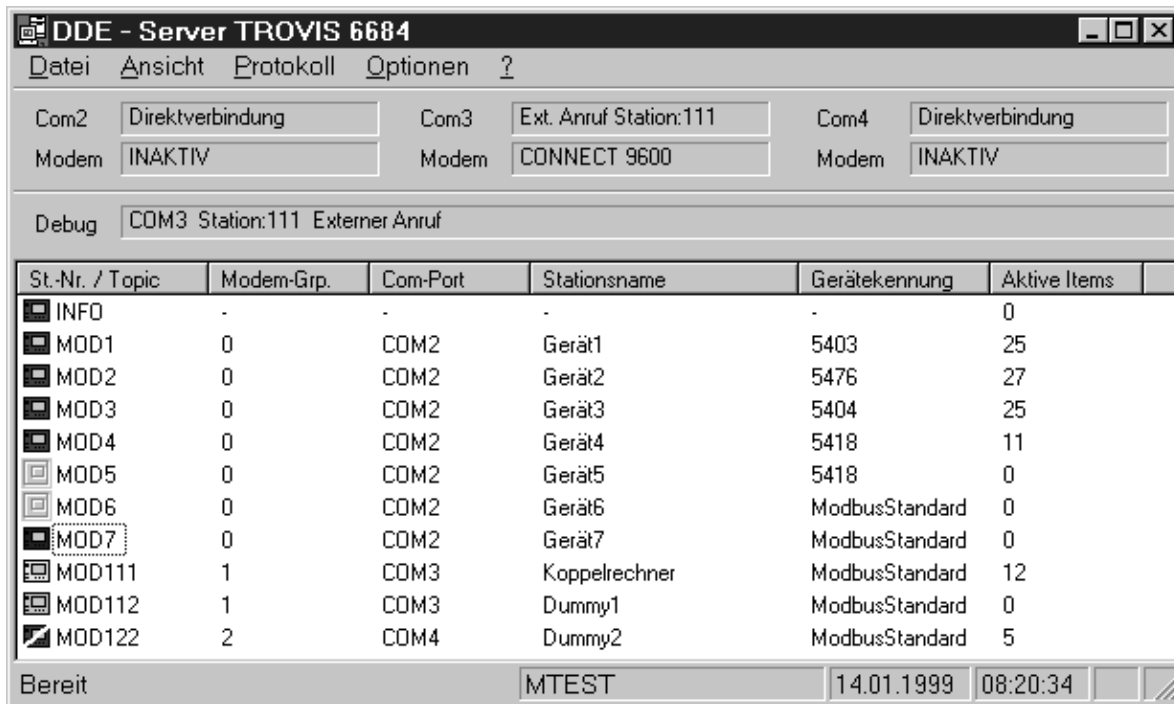 DDE - Server TROVIS 6684
Datei Ansicht Protokoll Optionen ?
Com2 Direktverbindung Com3 Ext. Anruf Station:111 Com4 Direktverbindung
Modem INAKTIV Modem CONNECT 9600 Modem INAKTIV
Debug COM3 Station:111 Externer Anruf
St.-Nr. / Topic Modem-Grp. Com-Port Stationsname Gerätekennung Aktive Items
INFO - - - - 0
MOD1 0 COM2 Gerät1 5403 25
MOD2 0 COM2 Gerät2 5476 27
MOD3 0 COM2 Gerät3 5404 25
MOD4 0 COM2 Gerät4 5418 11
MOD5 0 COM2 Gerät5 5418 0
MOD6 0 COM2 Gerät6 ModbusStandard 0
MOD7 0 COM2 Gerät7 ModbusStandard 0
MOD111 1 COM3 Koppelrechner ModbusStandard 12
MOD112 1 COM3 Dummy1 ModbusStandard 0
MOD122 2 COM4 Dummy2 ModbusStandard 5
Bereit MTEST 14.01.1999 08:20:34